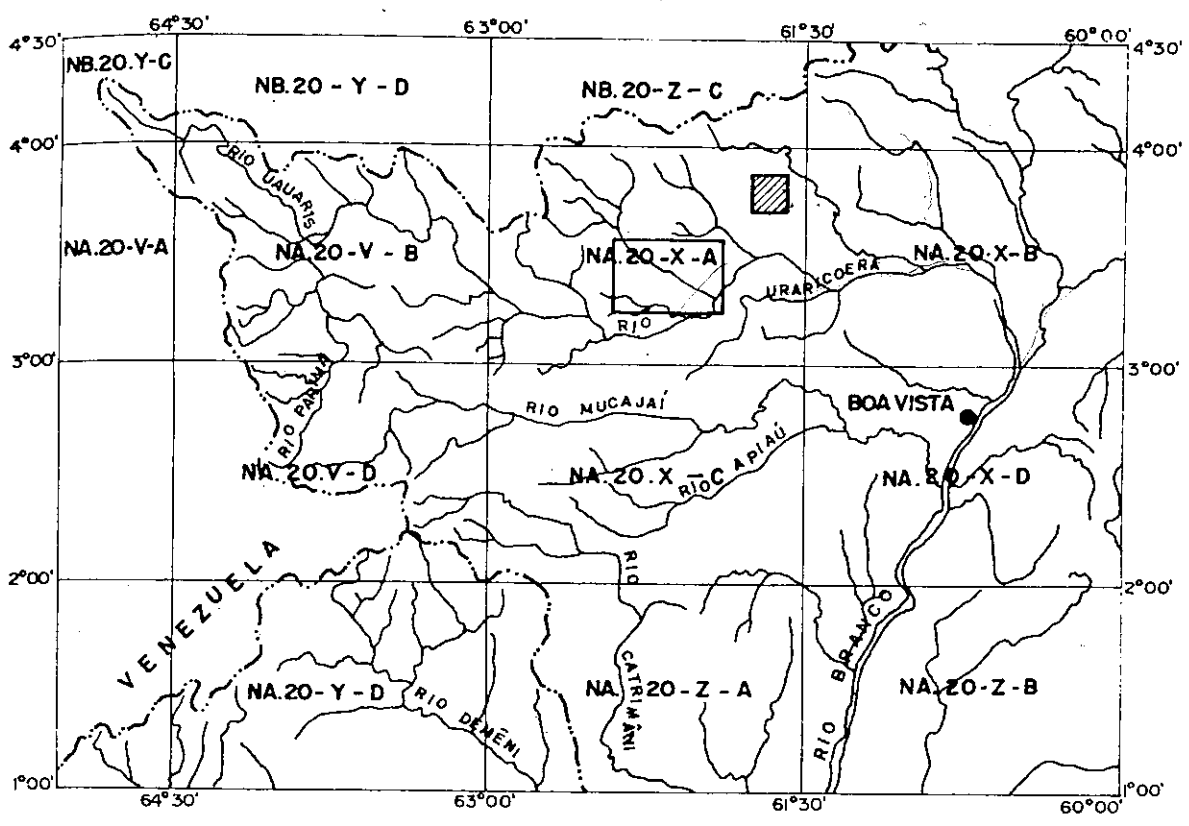 64°30'
63°00'
61°30'
60°00'
4°30'
4°30'
NB.20.Y-C
NB.20 - Y - D
NB.20-Z-C
4°00'
4°00'
RIO UAUARIS
NA.20-V-A
NA.20-V - B
NA.20-X-A
NA.20.X-B
URARICOERA
RIO
3°00'
3°00'
RIO PARIMA
RIO MUCAJAÍ
BOA VISTA
NA.20.V-D
NA.20.X-C
RIO APIAÚ
NA.20-X-D
VENEZUELA
2°00'
2°00'
RIO
CATRIMÂNI
RIO BRANCO
NA.20-Y-D
RIO DEMÊNI
NA.20-Z-A
NA.20-Z-B
1°00'
1°00'
64°30'
63°00'
61°30'
60°00'